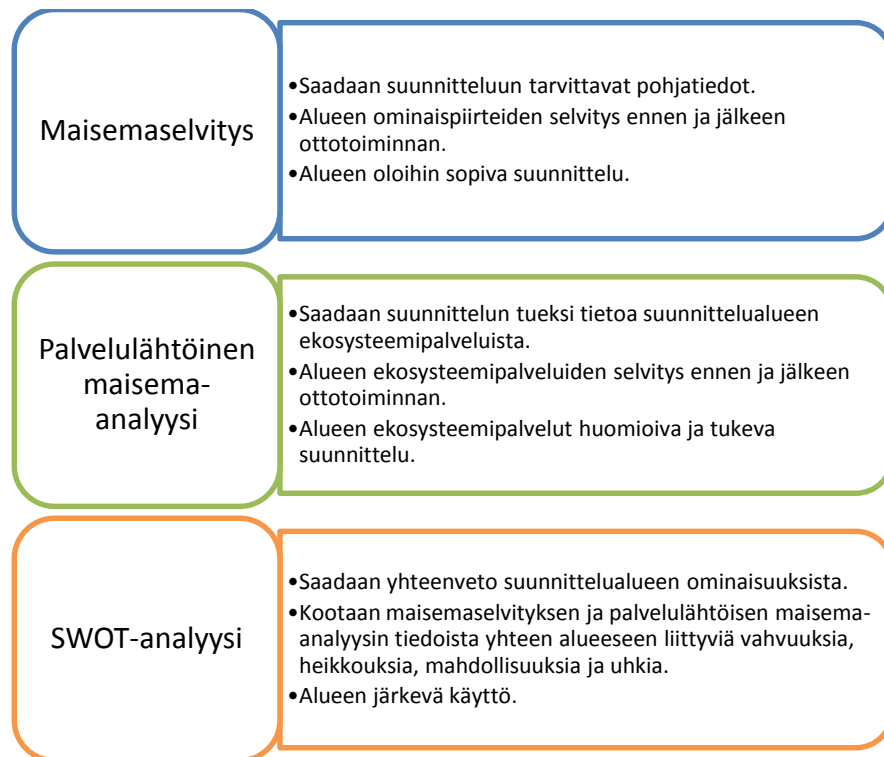 Maisemaselvitys
•Saadaan suunnitteluun tarvittavat pohjatiedot.
•Alueen ominaispiirteiden selvitys ennen ja jälkeen
ottotoiminnan.
•Alueen oloihin sopiva suunnittelu.
Palvelulähtöinen
maisema-
analyysi
•Saadaan suunnittelun tueksi tietoa suunnittelualueen
ekosysteemipalveluista.
•Alueen ekosysteemipalveluiden selvitys ennen ja jälkeen
ottotoiminnan.
•Alueen ekosysteemipalvelut huomioiva ja tukeva
suunnittelu.
SWOT-analyysi
•Saadaan yhteenveto suunnittelualueen ominaisuuksista.
•Kootaan maisemaselvityksen ja palvelulähtöisen maisema-
analyysin tiedoista yhteen alueeseen liittyviä vahvuuksia,
heikkouksia, mahdollisuuksia ja uhkia.
•Alueen järkevä käyttö.